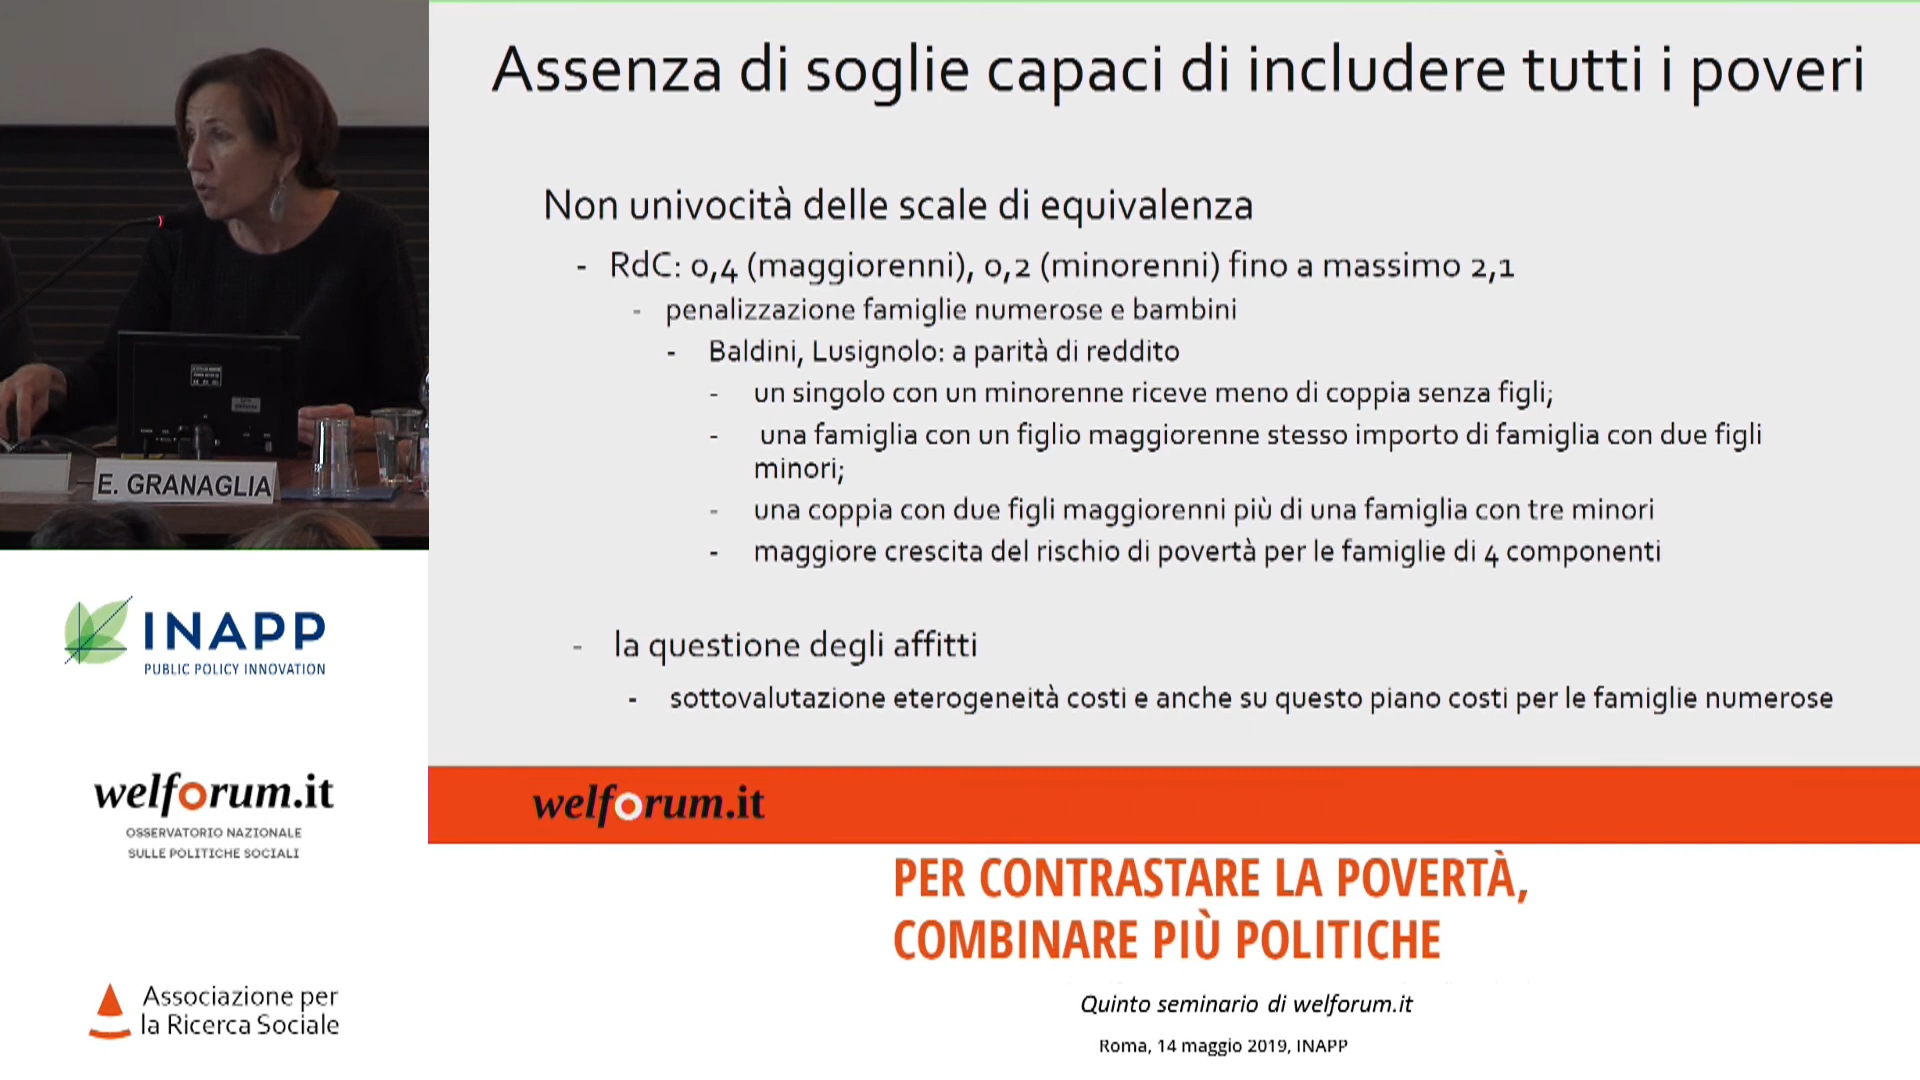 Assenza di soglie capaci di includere tutti i poveri
Non univocità delle scale di equivalenza
- RdC: 0,4 (maggiorenni), 0,2 (minorenni) fino a massimo 2,1
- penalizzazione famiglie numerose e bambini
- Baldini, Lusignolo: a parità di reddito
- un singolo con un minorenne riceve meno di coppia senza figli;
- una famiglia con un figlio maggiorenne stesso importo di famiglia con due figli
minori;
- una coppia con due figli maggiorenni più di una famiglia con tre minori
- maggiore crescita del rischio di povertà per le famiglie di 4 componenti
- la questione degli affitti
- sottovalutazione eterogeneità costi e anche su questo piano costi per le famiglie numerose
welforum.it
E. GRANAGLIA
INAPP
PUBLIC POLICY INNOVATION
welforum.it
OSSERVATORIO NAZIONALE
SULLE POLITICHE SOCIALI
Associazione per
la Ricerca Sociale
PER CONTRASTARE LA POVERTÀ,
COMBINARE PIÙ POLITICHE
Quinto seminario di welforum.it
Roma, 14 maggio 2019, INAPP